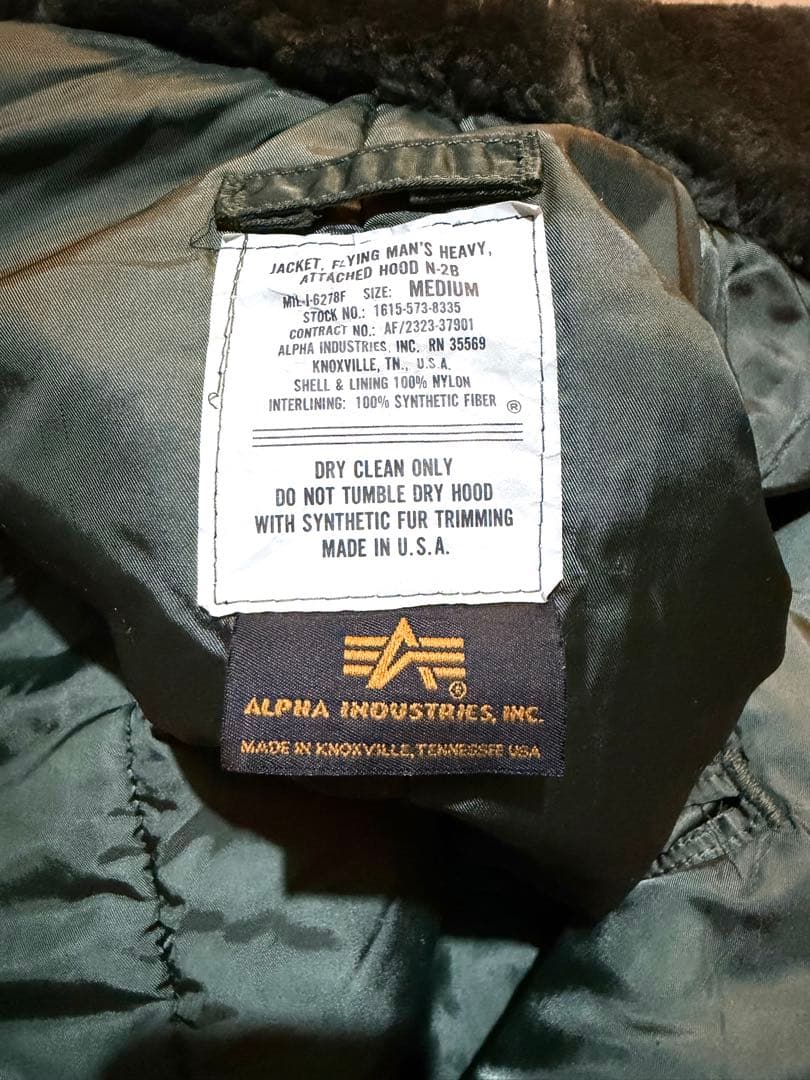 JACKET, FLYING MAN'S HEAVY,
ATTACHED HOOD N-2B
MIL-J-6278F SIZE: MEDIUM
STOCK NO.: 1615-573-8335
CONTRACT NO.: AF/2323-37901
ALPHA INDUSTRIES, INC. RN 35569
KNOXVILLE, TN., U.S.A.
SHELL & LINING 100% NYLON
INTERLINING: 100% SYNTHETIC FIBER ®
DRY CLEAN ONLY
DO NOT TUMBLE DRY HOOD
WITH SYNTHETIC FUR TRIMMING
MADE IN U.S.A.
®
ALPHA INDUSTRIES, INC.
MADE IN KNOXVILLE, TENNESSEE USA